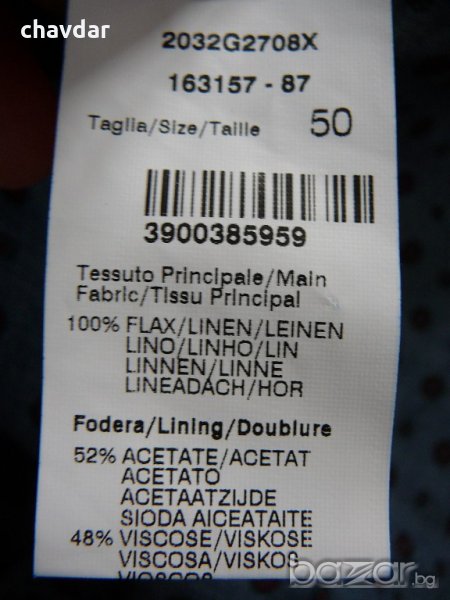 chavdar
2032G2708X
163157 - 87
Taglia/Size/Taille 50
3900385959
Tessuto Principale/Main
Fabric/Tissu Principal
100% FLAX/LINEN/LEINEN
LINO/LINHO/LIN
LINNEN/LINNE
LINEADACH/HOR
Fodera/Lining/Doublure
52% ACETATE/ACETAT
ACETATO
ACETAATZIJDE
SIODA AICEATAITE
48% VISCOSE/VISKOSE
VISCOSA/VISKOS
bazar.bg